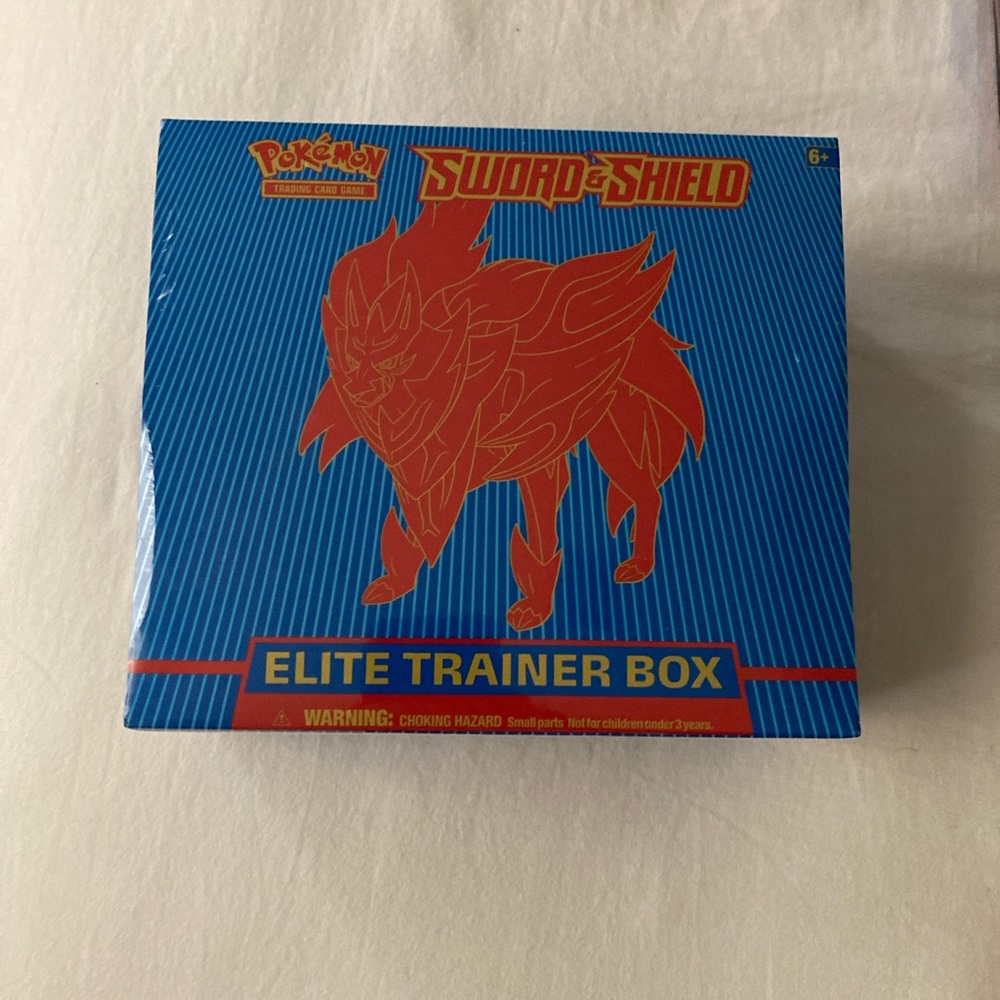 POKéMON
TRADING CARD GAME
SWORD & SHIELD
6+
ELITE TRAINER BOX
WARNING: CHOKING HAZARD Small parts Not for children under 3 years.